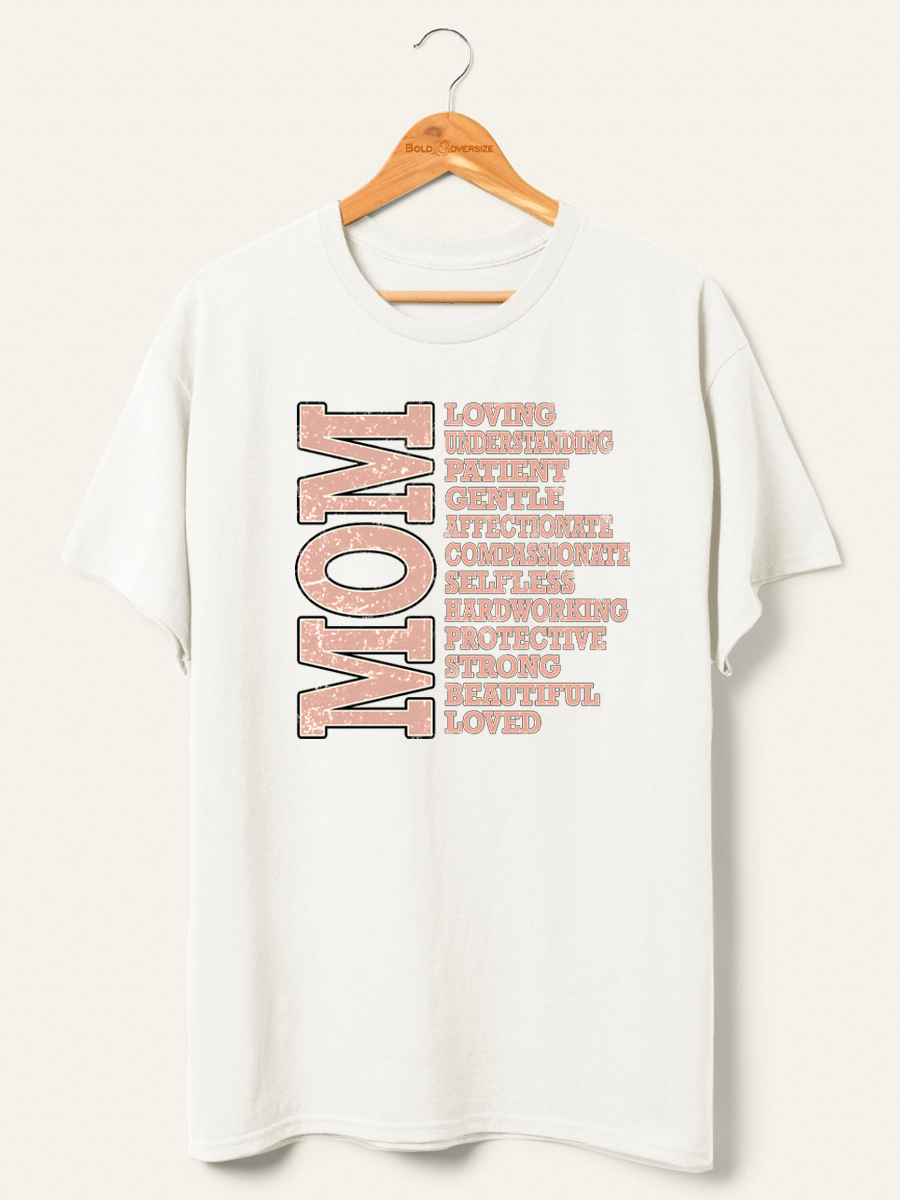 BOLD & OVERSIZE
MOM
LOVING
UNDERSTANDING
PATIENT
GENTLE
AFFECTIONATE
COMPASSIONATE
SELFLESS
HARDWORKING
PROTECTIVE
STRONG
BEAUTIFUL
LOVED